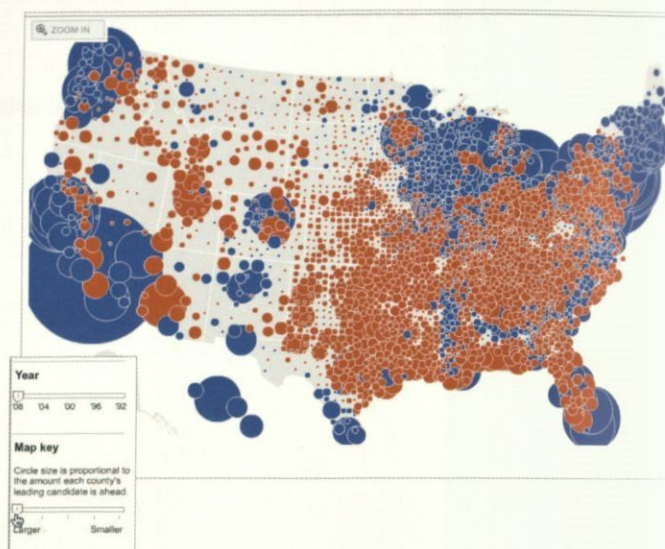 ZOOM IN
Year
'08 '04 '00 '96 '92
Map key
Circle size is proportional to
the amount each county's
leading candidate is ahead.
Larger Smaller